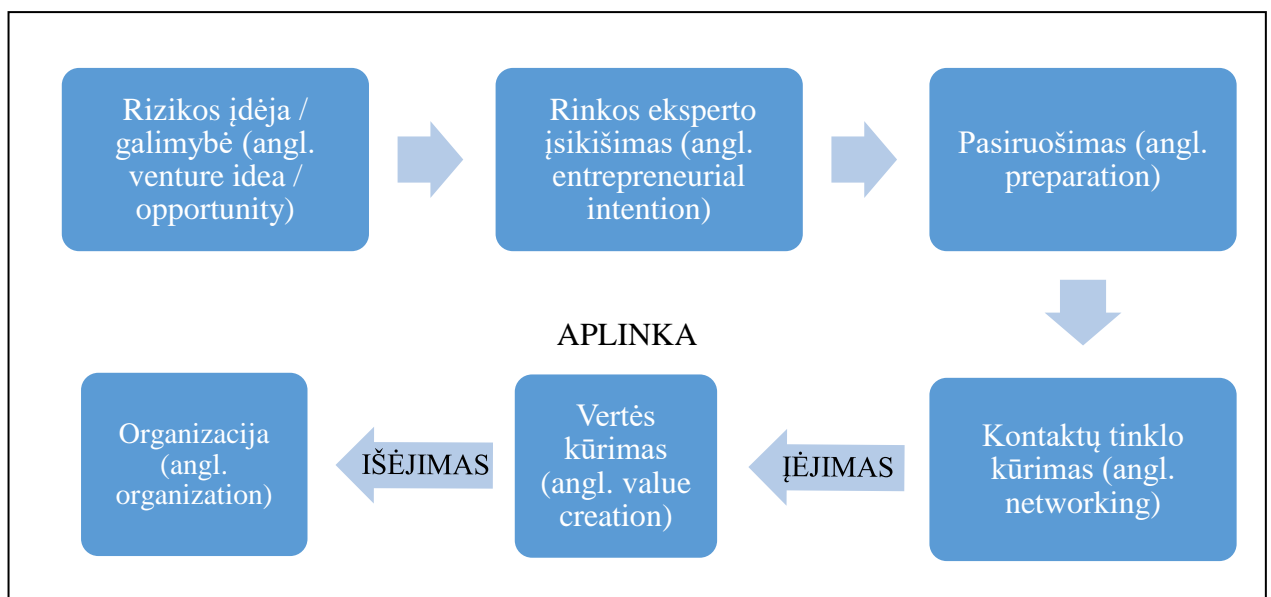 Rizikos įdėja /
galimybė (angl.
venture idea /
opportunity)
Rinkos eksperto
įsikišimas (angl.
entrepreneurial
intention)
Pasiruošimas (angl.
preparation)
APLINKA
Kontaktų tinklo
kūrimas (angl.
networking)
ĮĖJIMAS
Vertės
kūrimas
(angl. value
creation)
IŠĖJIMAS
Organizacija
(angl.
organization)